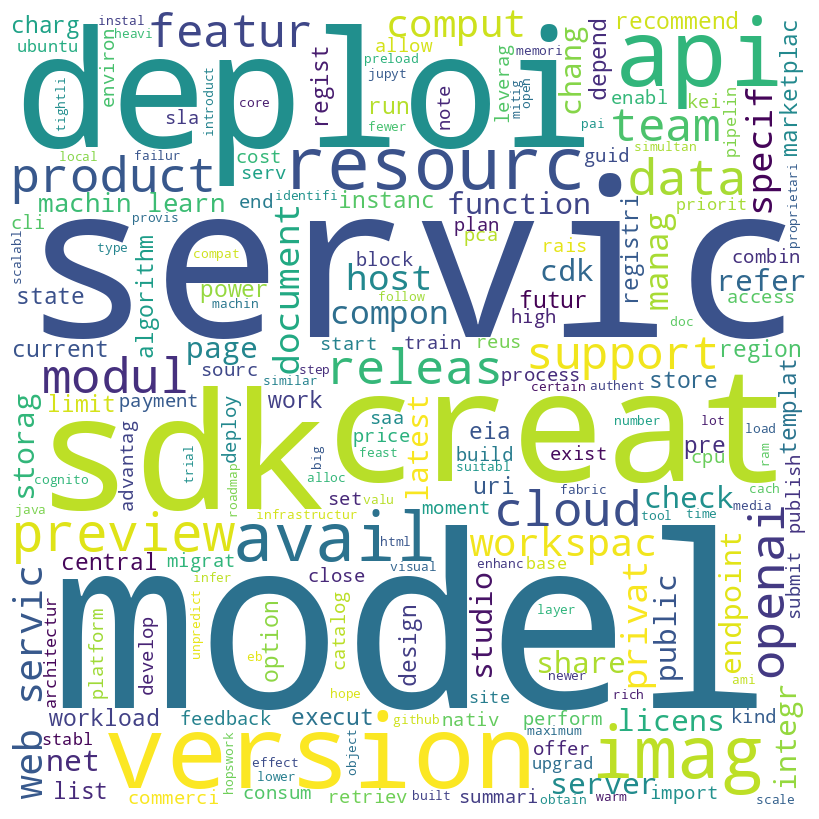 charg
instal
heavi
ubuntu
environ
featur
comput
allow
recommend
memori
preload
jupyt
deploi
api
tightli
introduct
core
sla
regist
run
note
fewer
leverag
mitig
open
chang
depend
enabl
kei
pipelin
marketplac
team
pai
local
failur
cost
serv
resourc
guid
simultan
specif
product
machin learn
end
identifi
instanc
function
data
priorit
proprietari
cli
provis
document
plan
pca
rais
registri
manag
combin
scalabl
type
compat
servic
state
algorithm
power
machin
block
host
follow
cdk
futur
high
refer
access
compon
doc
current
page
start
train
reus
support
region
modul
sourc
similar
step
releas
process
certain
authent
store
templat
limit
payment
work
sdk
creat
number
lot
load
storag
advantag
deploy
saa
price
feast
latest
eia
build
suitabl
exist
pre
cpu
ram
cognito
trial
roadmap
big
alloc
uri
publish
java
set
valu
moment
fabric
tool
time
cach
media
infrastructur
cloud
check
preview
avail
html
workspac
openai
central
migrat
visual
enhanc
base
submit
web servic
infer
close
studio
privat
public
endpoint
architectur
platform
develop
unpredict
eb
option
catalog
design
layer
share
model
hope
newer
rich
ami
site
workload
feedback
execut
github
nativ
perform
licens
kind
integr
stabl
net
version
maximum
offer
upgrad
imag
list
hopswork
effect
lower
object
server
commerci
consum
retriev
built
summari
obtain
warm
import
scale